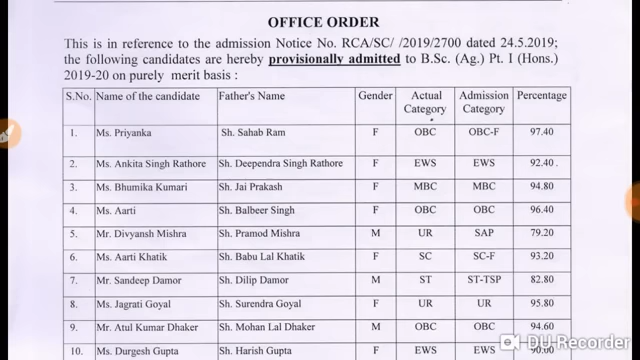 OFFICE ORDER
This is in reference to the admission Notice No. RCA/SC/ /2019/2700 dated 24.5.2019;
the following candidates are hereby provisionally admitted to B.Sc. (Ag.) Pt. I (Hons.)
2019-20 on purely merit basis :
S.No. Name of the candidate Father's Name Gender Actual Category Admission Category Percentage
1. Ms. Priyanka Sh. Sahab Ram F OBC OBC-F 97.40
2. Ms. Ankita Singh Rathore Sh. Deependra Singh Rathore F EWS EWS 92.40
3. Ms. Bhumika Kumari Sh. Jai Prakash F MBC MBC 94.80
4. Ms. Aarti Sh. Balbeer Singh F OBC OBC 96.40
5. Mr. Divyansh Mishra Sh. Pramod Mishra M UR SAP 79.20
6. Ms. Aarti Khatik Sh. Babu Lal Khatik F SC SC-F 93.20
7. Mr. Sandeep Damor Sh. Dilip Damor M ST ST-TSP 82.80
8. Ms. Jagrati Goyal Sh. Surendra Goyal F UR UR 95.80
9. Mr. Atul Kumar Dhaker Sh. Mohan Lal Dhaker M OBC OBC 94.60
10. Ms. Durgesh Gupta Sh. Harish Gupta F EWS EWS
DU Recorder